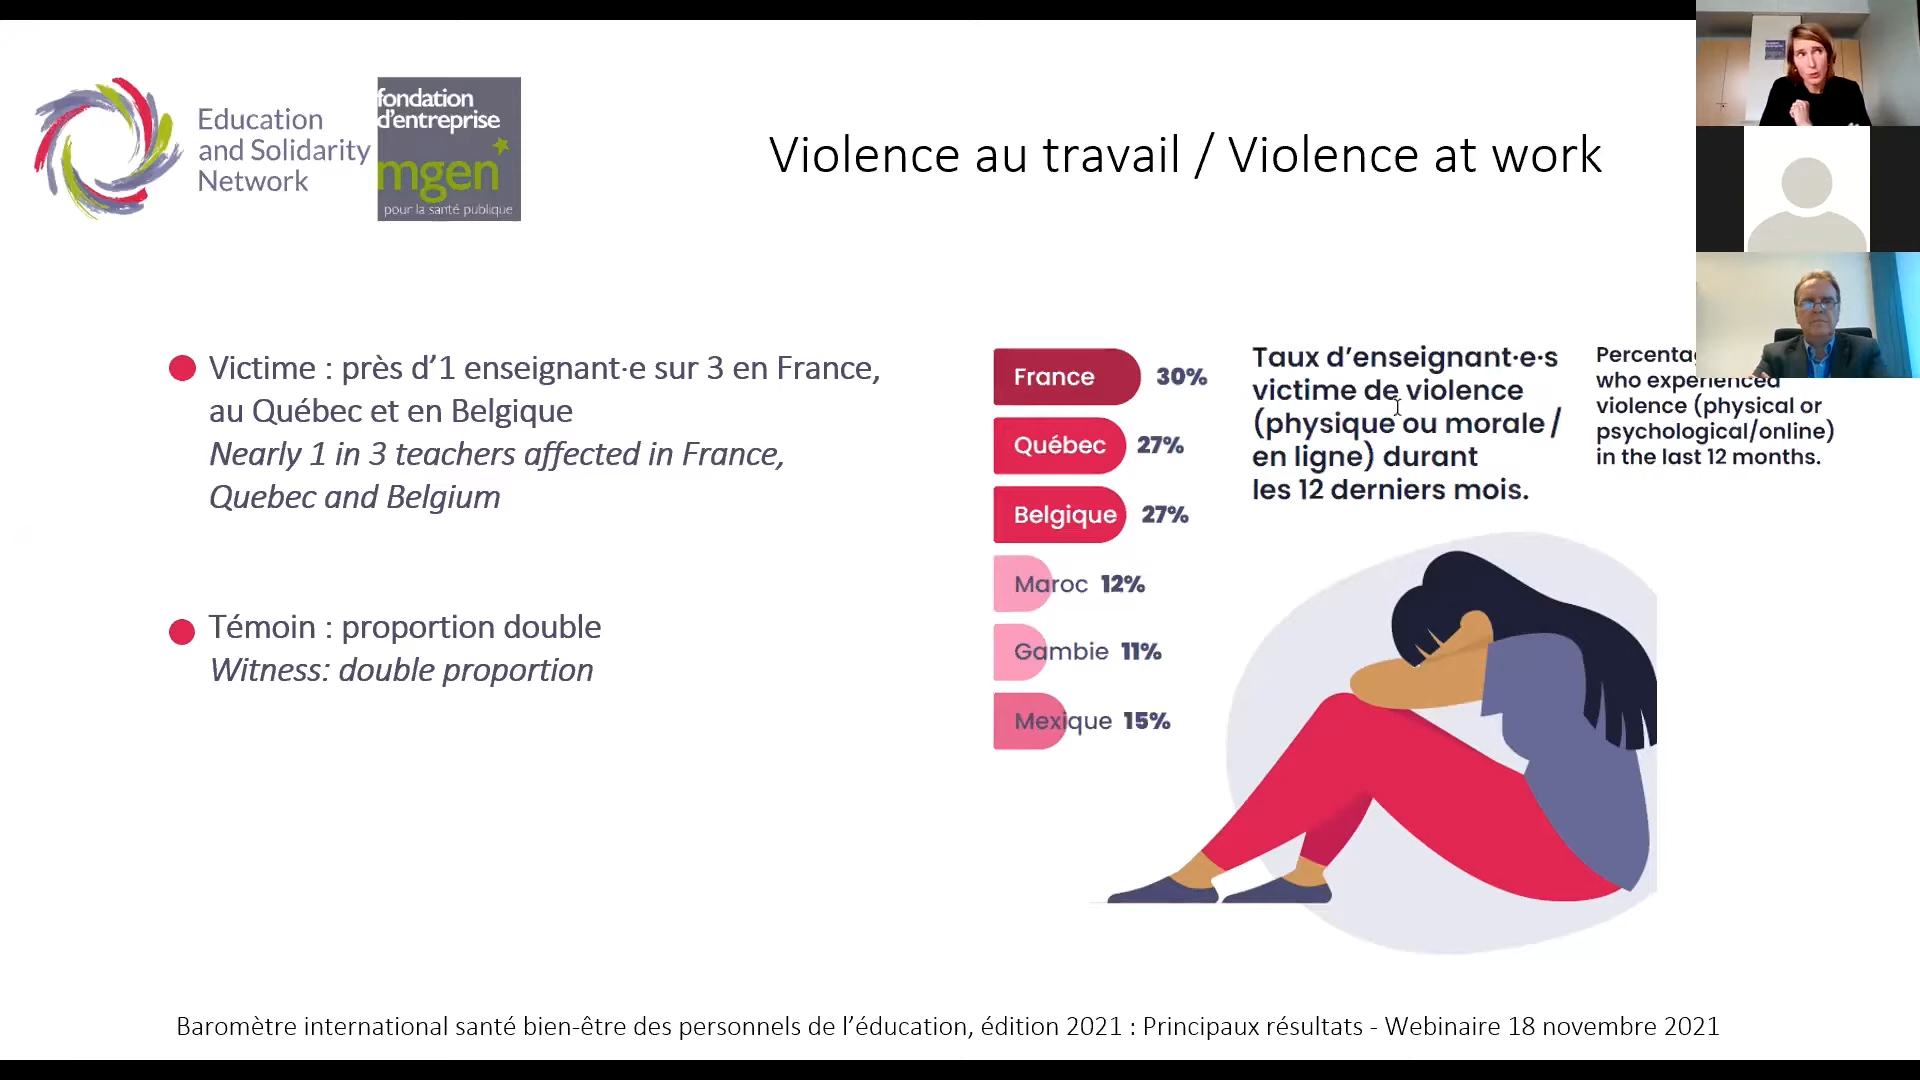 Education
and Solidarity
Network
fondation
d'entreprise
mgen
pour la santé publique
Violence au travail / Violence at work
Victime : près d'1 enseignant·e sur 3 en France,
au Québec et en Belgique
Nearly 1 in 3 teachers affected in France,
Quebec and Belgium
Témoin : proportion double
Witness: double proportion
France 30%
Québec 27%
Belgique 27%
Maroc 12%
Gambie 11%
Mexique 15%
Taux d'enseignant·e·s
victime de violence
(physique ou morale /
en ligne) durant
les 12 derniers mois.
who experienced
violence (physical or
psychological/online)
in the last 12 months.
Baromètre international santé bien-être des personnels de l'éducation, édition 2021 : Principaux résultats - Webinaire 18 novembre 2021